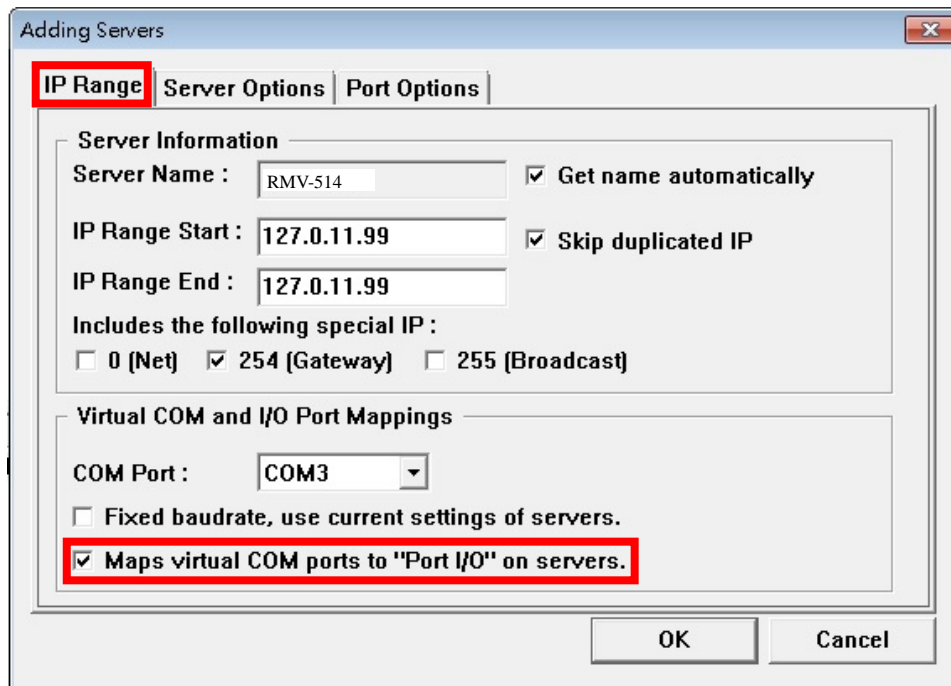 Adding Servers
IP Range Server Options Port Options
Server Information
Server Name : RMV-514 Get name automatically
IP Range Start : 127.0.11.99 Skip duplicated IP
IP Range End : 127.0.11.99
Includes the following special IP :
0 (Net) 254 (Gateway) 255 (Broadcast)
Virtual COM and I/O Port Mappings
COM Port : COM3
Fixed baudrate, use current settings of servers.
Maps virtual COM ports to "Port I/O" on servers.
OK Cancel